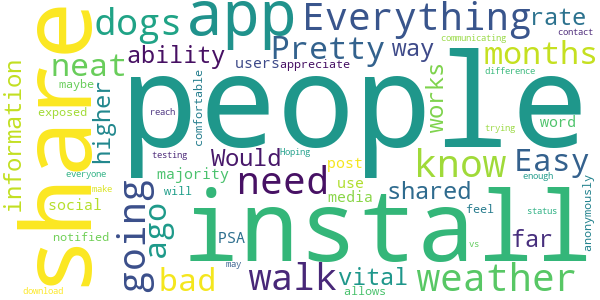 share
app
Everything
rate
contact
dogs
Pretty
way
communicating
ability
months
neat
users
appreciate
difference
people
maybe
exposed
information
higher
comfortable
works
reach
word
testing
Would
Hoping
trying
everyone
majority
post
know
Easy
enough
need
use
shared
make
will
media
going
ago
social
install
feel
status
anonymously
notified
PSA
far
vs
bad
walk
vital
weather
may
allows
download